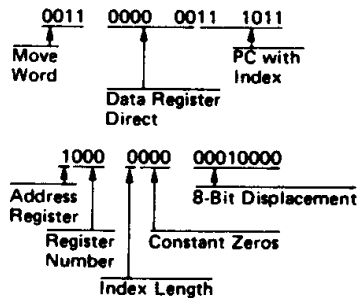 0011 0000 0011 1011
Move Word
PC with Index
Data Register Direct
1000 0000 00010000
Address Register
8-Bit Displacement
Register Number
Constant Zeros
Index Length